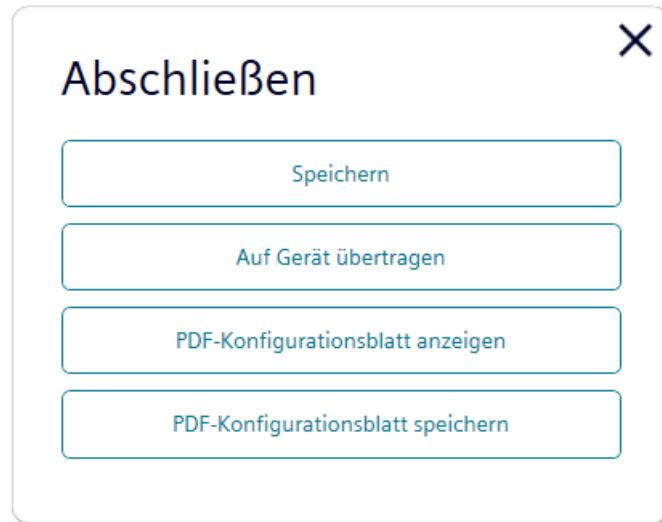 Abschließen
Speichern
Auf Gerät übertragen
PDF-Konfigurationsblatt anzeigen
PDF-Konfigurationsblatt speichern